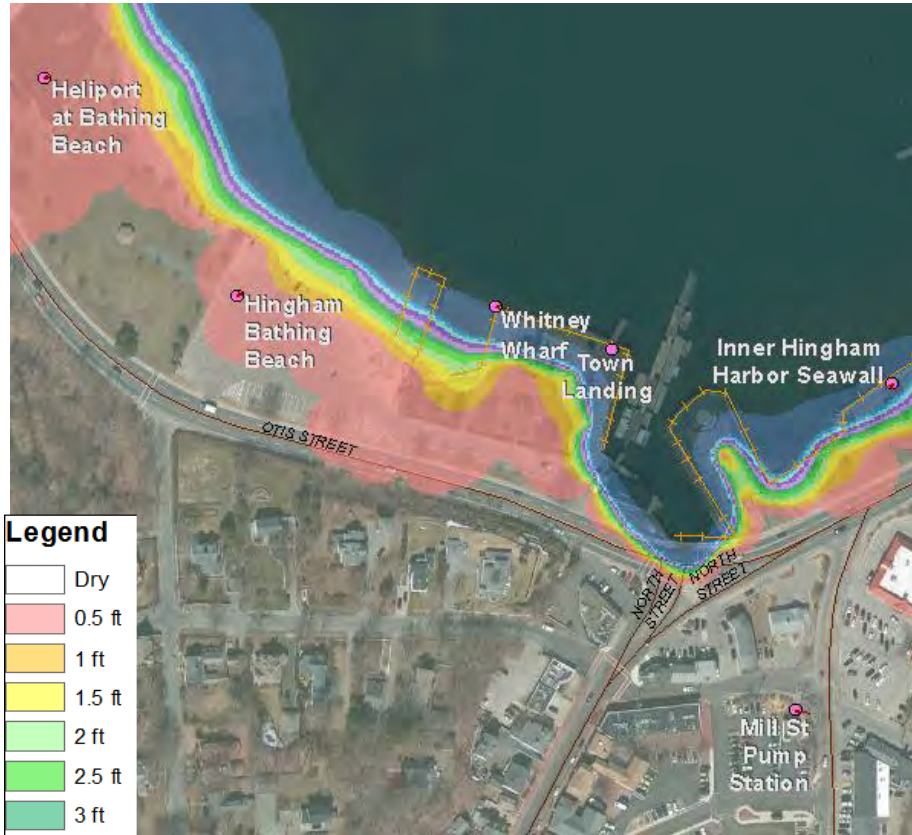 Heliport
at Bathing
Beach
Hingham
Bathing
Beach
Whitney
Wharf
Town
Landing
Inner Hingham
Harbor Seawall
OTIS STREET
NORTH
STREET
NORTH
STREET
Mill St
Pump
Station
Legend
Dry
0.5 ft
1 ft
1.5 ft
2 ft
2.5 ft
3 ft